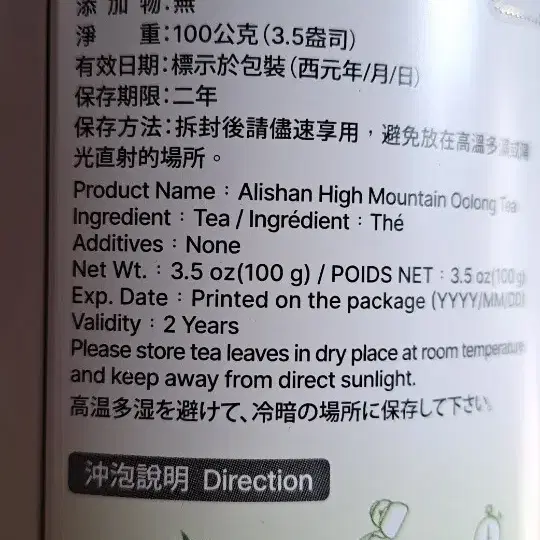 添 加 物:無
淨 重:100公克(3.5盎司)
有效日期:標示於包裝(西元年/月/日)
保存期限:二年
保存方法:拆封後請儘速享用，避免放在高溫多濕或陽
光直射的場所。
Product Name：Alishan High Mountain Oolong Tea
Ingredient：Tea / Ingrédient：Thé
Additives：None
Net Wt.：3.5 oz(100 g) / POIDS NET：3.5 oz(100 g)
Exp. Date：Printed on the package (YYYY/MM/DD)
Validity：2 Years
Please store tea leaves in dry place at room temperature
and keep away from direct sunlight.
高温多湿を避けて、冷暗の場所に保存して下さい。
沖泡說明 Direction